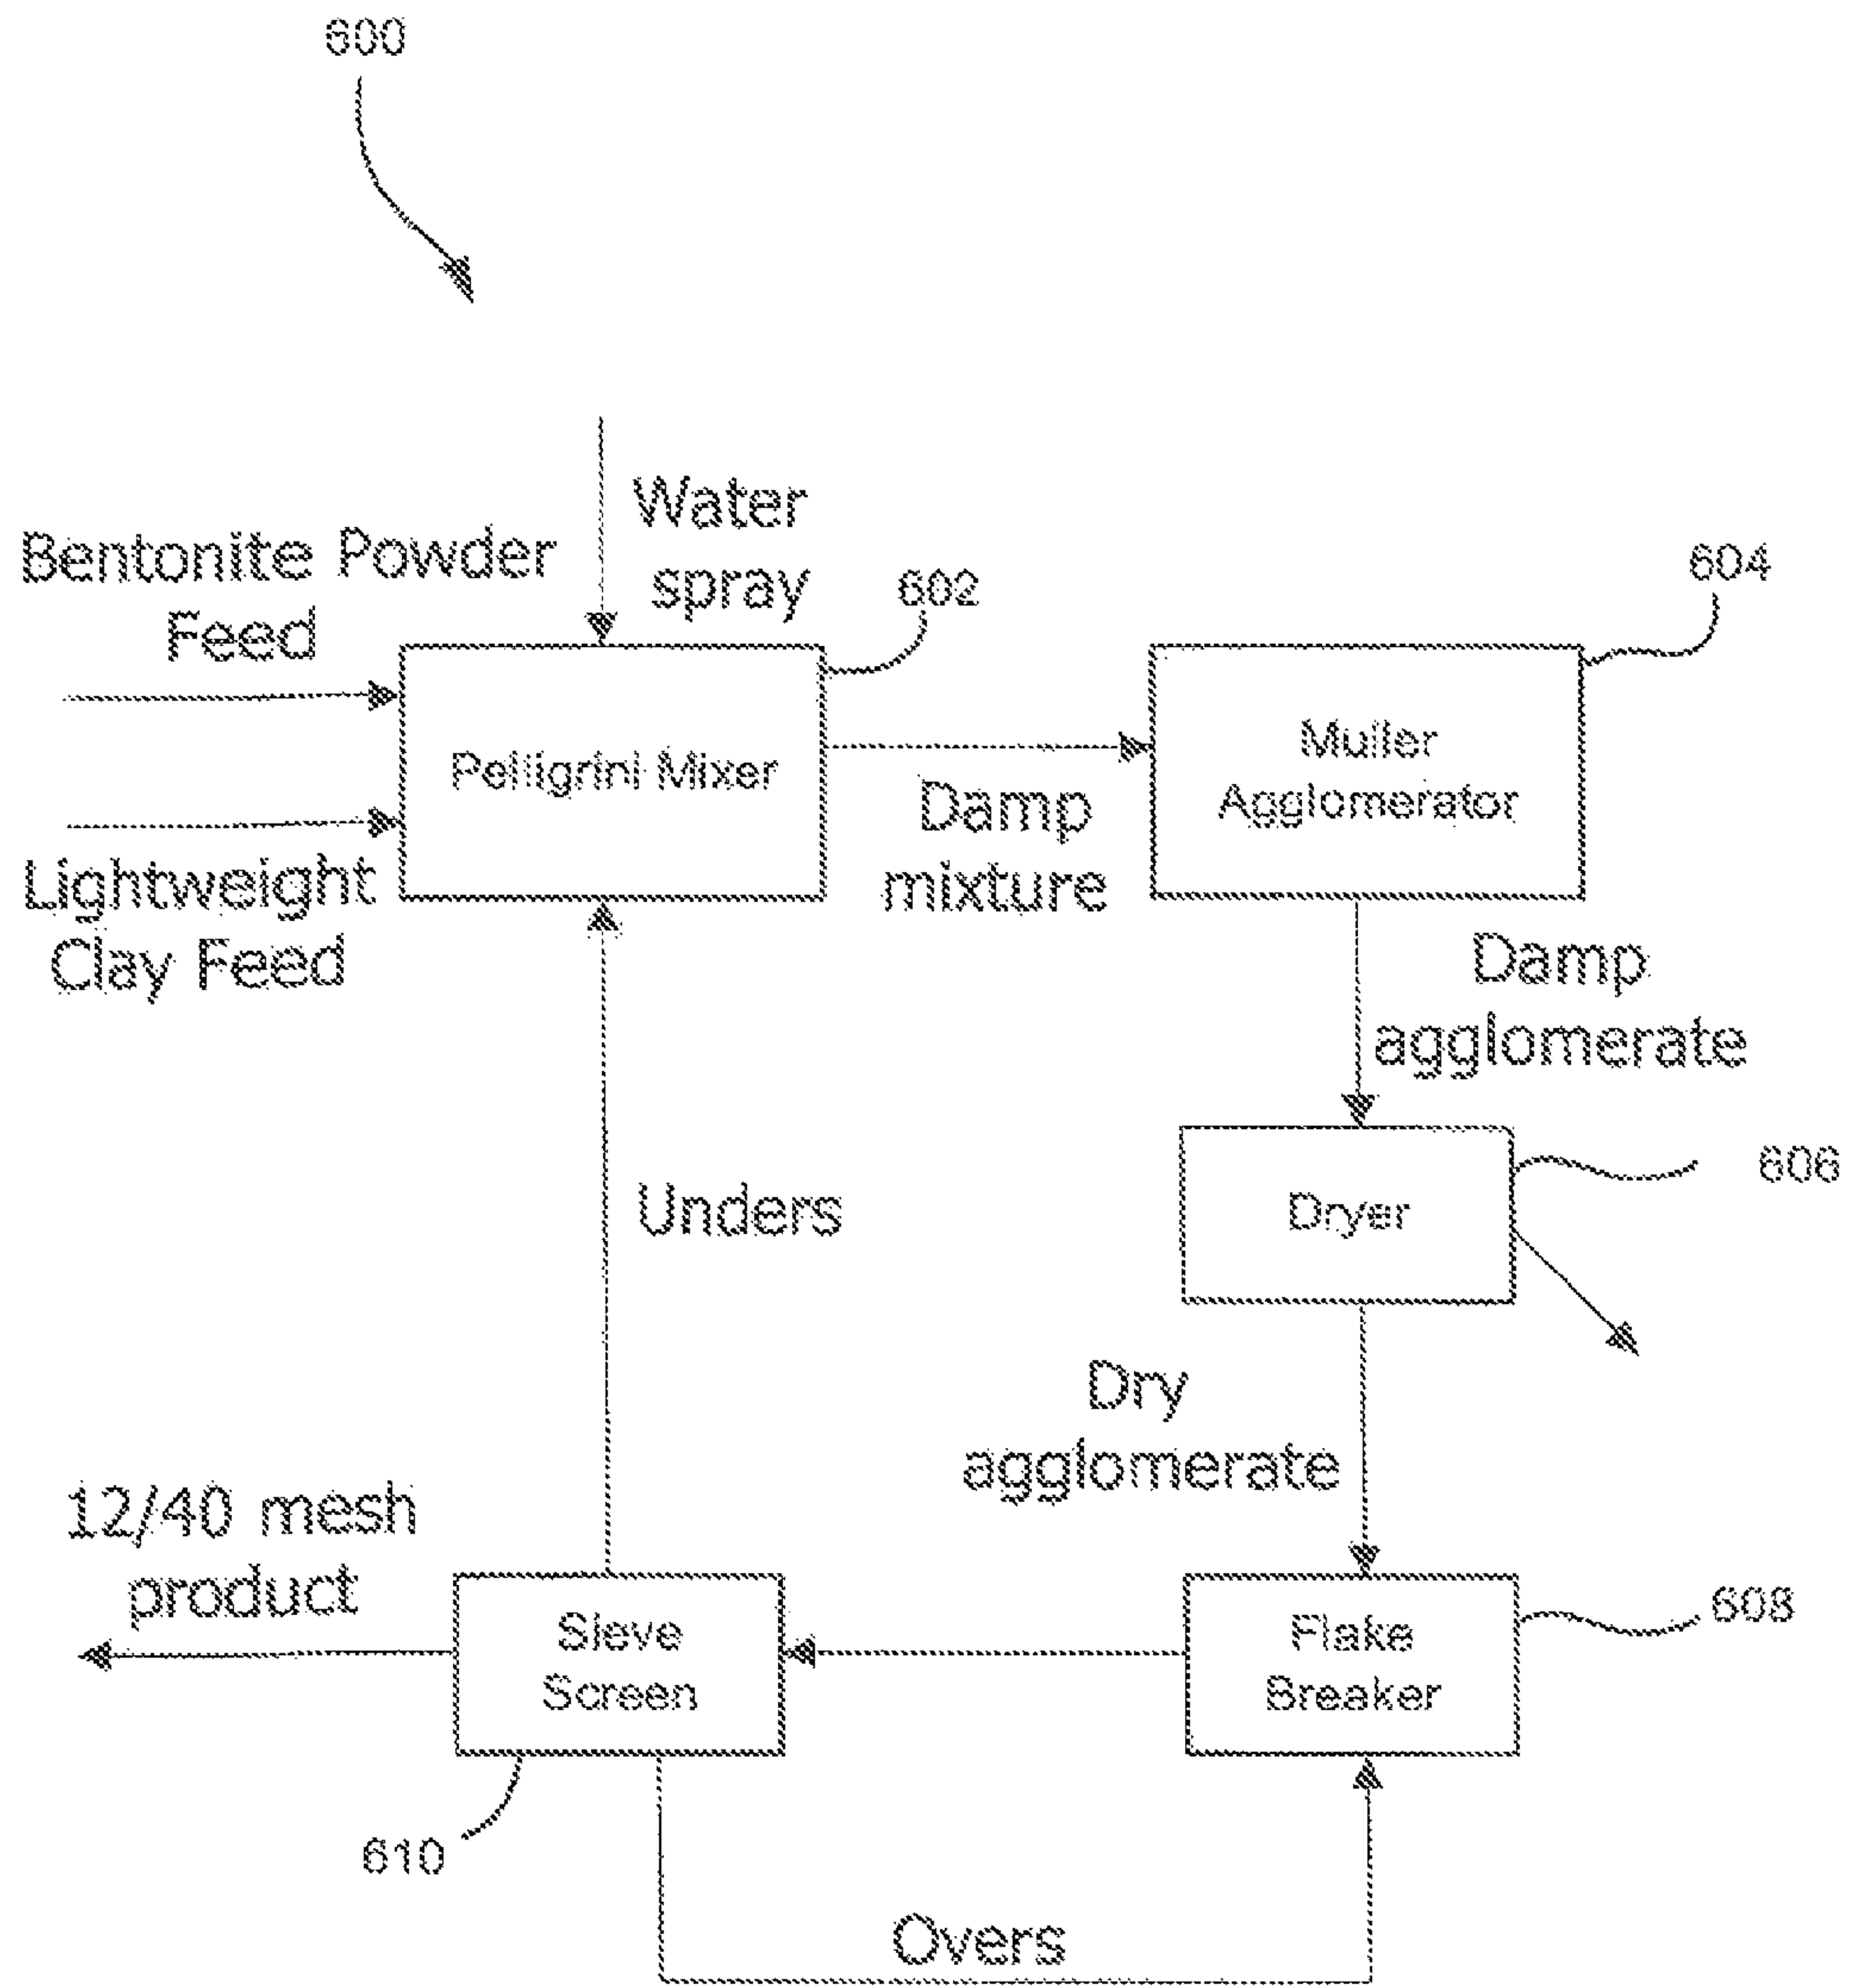 600
Water
spray
Bentonite Powder
Feed
602
604
Pelligrini Mixer
Muller
Agglomerator
Damp
mixture
Lightweight
Clay Feed
Damp
agglomerate
606
Dryer
Unders
Dry
agglomerate
12/40 mesh
product
Sieve
Screen
Flake
Breaker
608
610
Overs